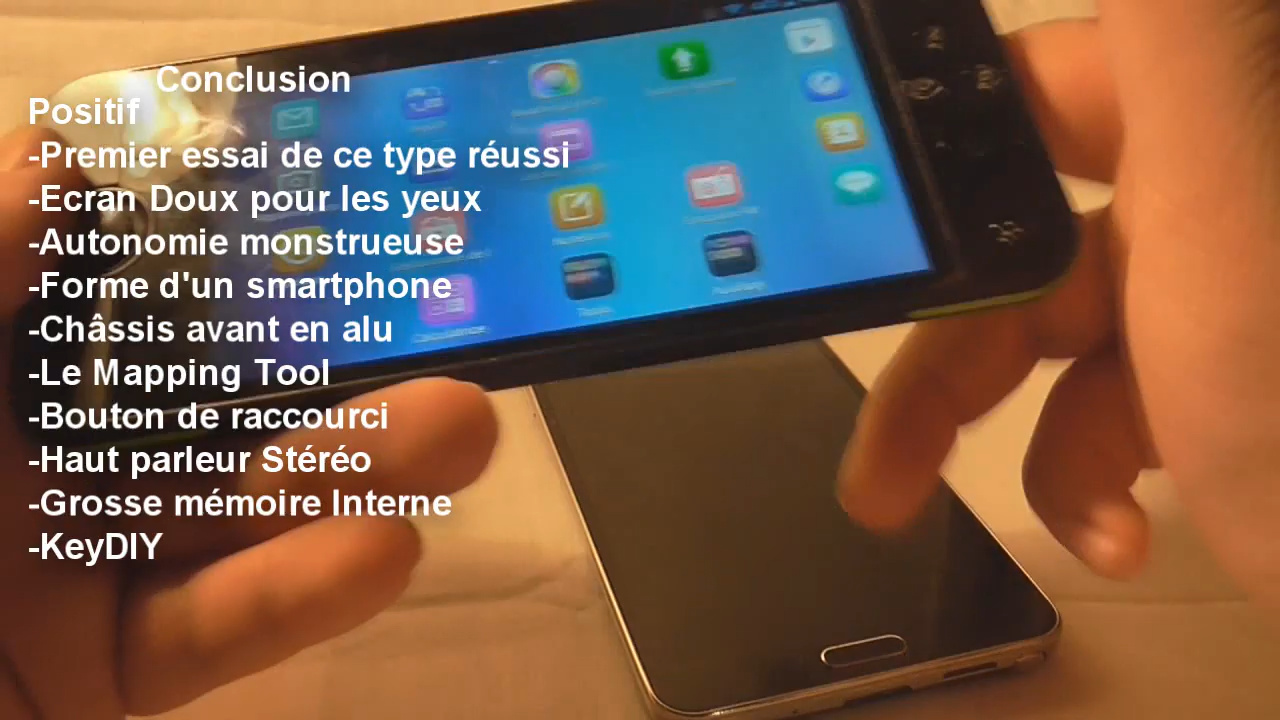 Conclusion
Positif
-Premier essai de ce type réussi
-Ecran Doux pour les yeux
-Autonomie monstrueuse
-Forme d'un smartphone
-Châssis avant en alu
-Le Mapping Tool
-Bouton de raccourci
-Haut parleur Stéréo
-Grosse mémoire Interne
-KeyDIY